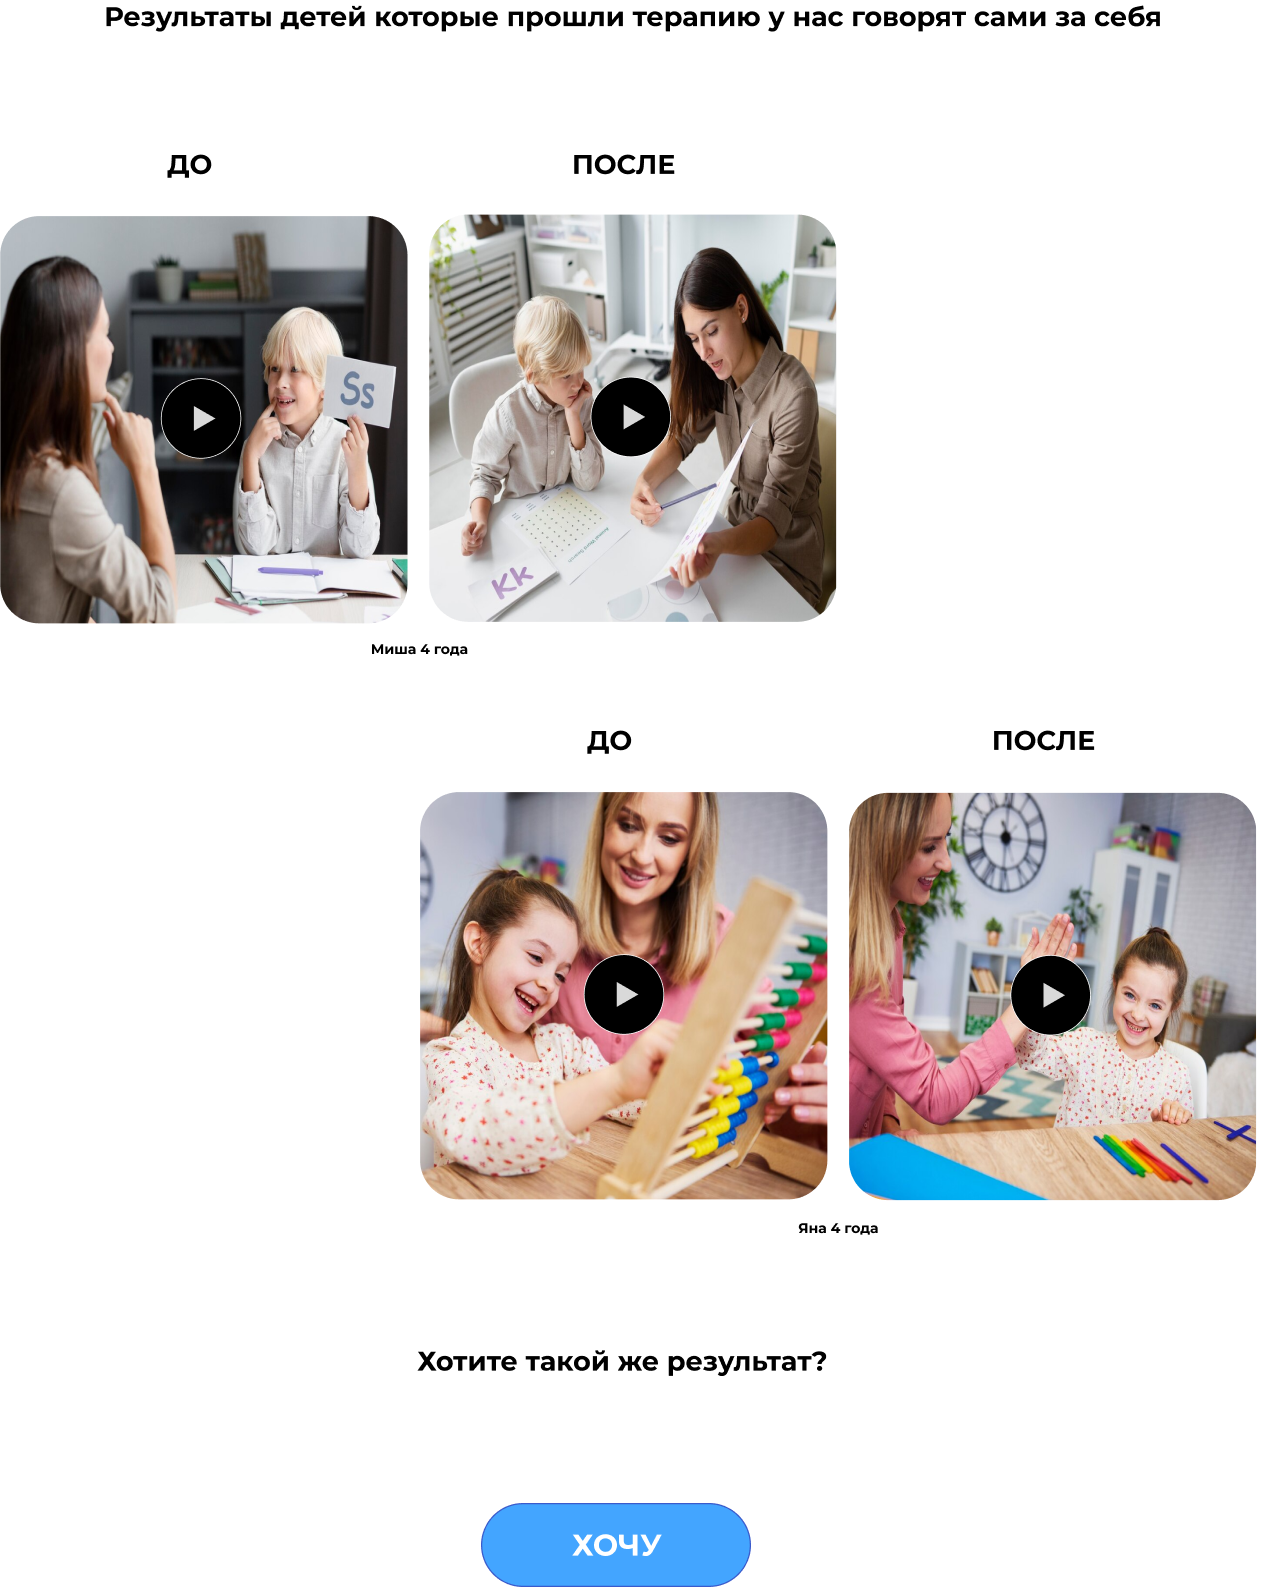 Результаты детей которые прошли терапию у нас говорят сами за себя
ДО
ПОСЛЕ
Ss
Kk
Миша 4 года
ДО
ПОСЛЕ
Яна 4 года
Хотите такой же результат?
ХОЧУ